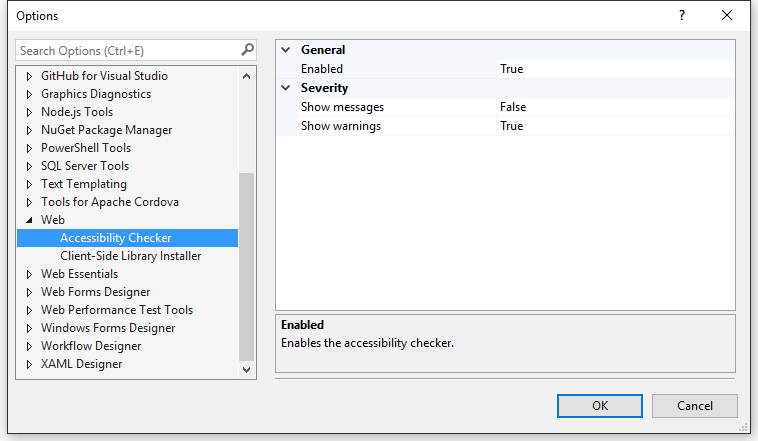 Options
?
Search Options (Ctrl+E)
GitHub for Visual Studio
Graphics Diagnostics
Node.js Tools
NuGet Package Manager
PowerShell Tools
SQL Server Tools
Text Templating
Tools for Apache Cordova
Web
Accessibility Checker
Client-Side Library Installer
Web Essentials
Web Forms Designer
Web Performance Test Tools
Windows Forms Designer
Workflow Designer
XAML Designer
General
Enabled True
Severity
Show messages False
Show warnings True
Enabled
Enables the accessibility checker.
OK Cancel